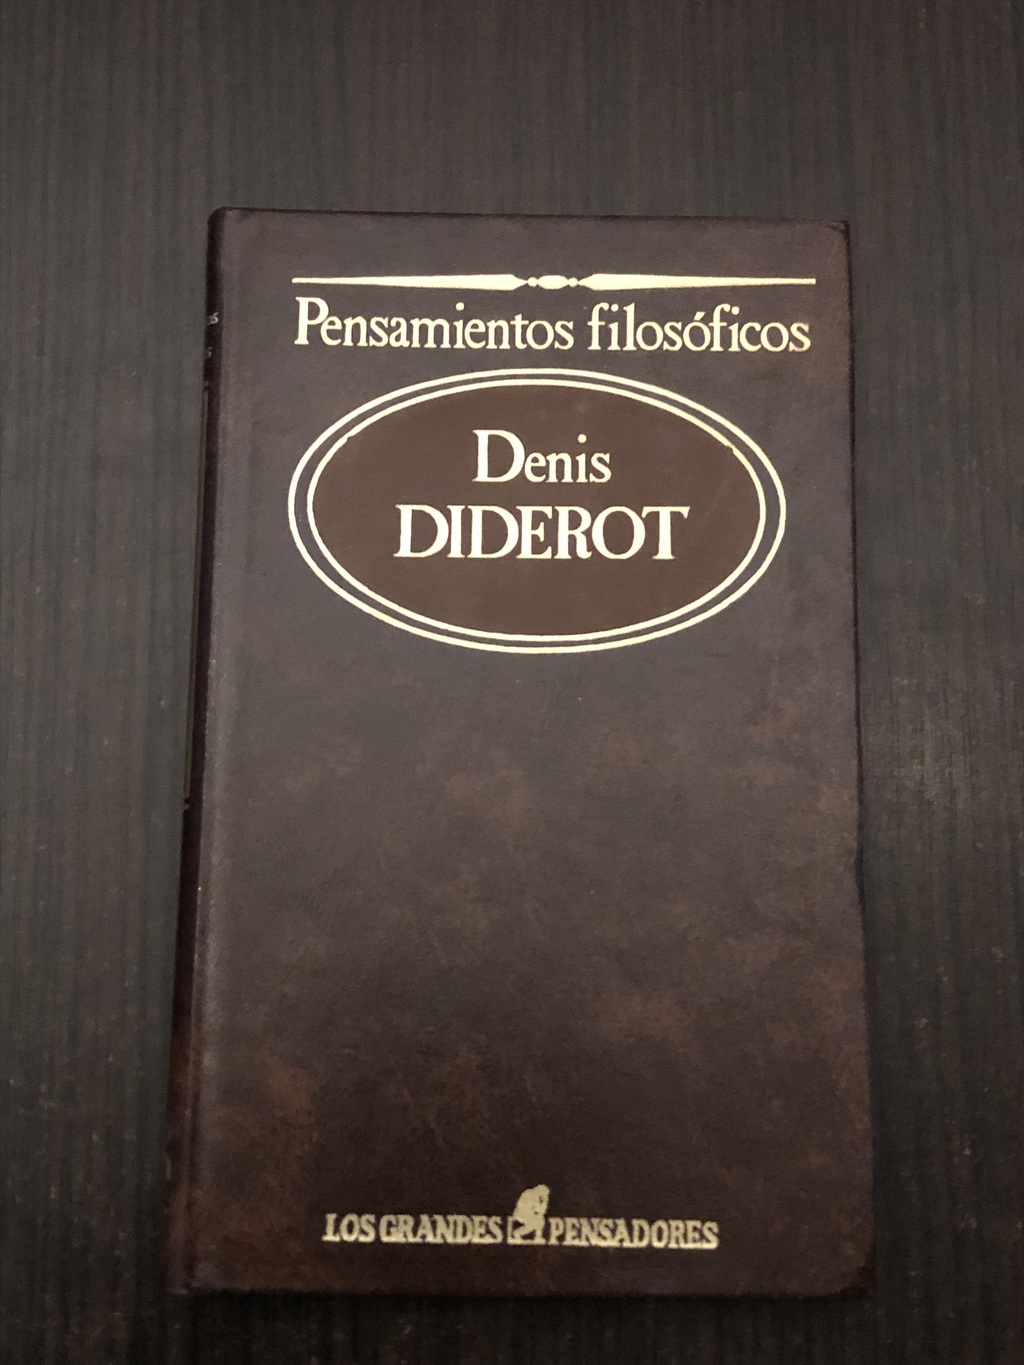 Pensamientos filosóficos
Denis
DIDEROT
LOS GRANDES PENSADORES